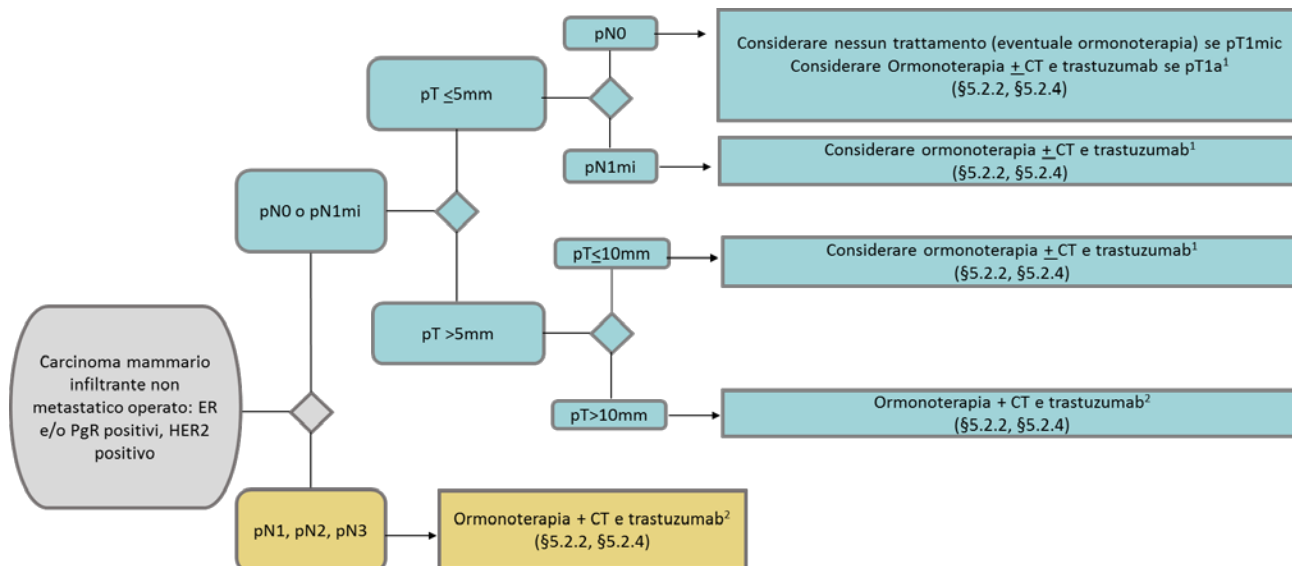 pN0
Considerare nessun trattamento (eventuale ormonoterapia) se pT1mic
Considerare Ormonoterapia ± CT e trastuzumab se pT1a¹
(§5.2.2, §5.2.4)
pT ≤5mm
pN1mi
Considerare ormonoterapia ± CT e trastuzumab¹
(§5.2.2, §5.2.4)
pN0 o pN1mi
pT≤10mm
Considerare ormonoterapia ± CT e trastuzumab¹
(§5.2.2, §5.2.4)
pT >5mm
pT>10mm
Ormonoterapia + CT e trastuzumab²
(§5.2.2, §5.2.4)
Carcinoma mammario
infiltrante non
metastatico operato: ER
e/o PgR positivi, HER2
positivo
pN1, pN2, pN3
Ormonoterapia + CT e trastuzumab²
(§5.2.2, §5.2.4)